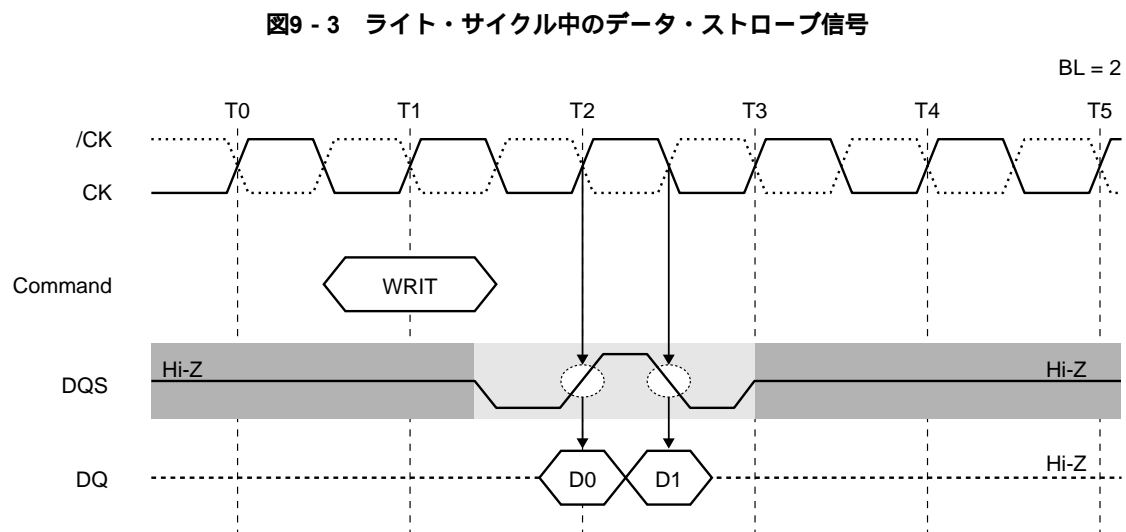 図9 - 3　ライト・サイクル中のデータ・ストローブ信号
BL = 2
T0 T1 T2 T3 T4 T5
/CK
CK
Command WRIT
DQS Hi-Z Hi-Z
DQ D0 D1 Hi-Z